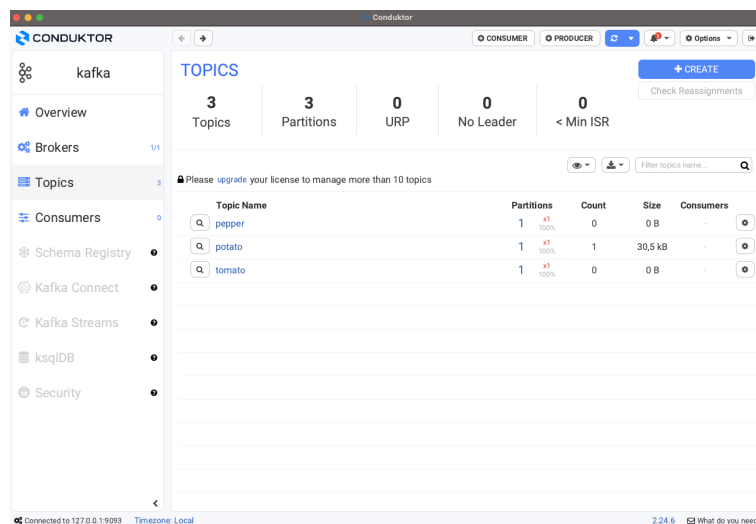 Conduktor
CONDUKTOR
CONSUMER
PRODUCER
Options
kafka
Overview
Brokers 1/1
Topics 3
Consumers 0
Schema Registry
Kafka Connect
Kafka Streams
ksqlDB
Security
TOPICS
CREATE
Check Reassignments
3 3 0 0 0
Topics Partitions URP No Leader < Min ISR
Filter topics name...
Please upgrade your license to manage more than 10 topics
Topic Name Partitions Count Size Consumers
pepper 1 x1 100% 0 0 B -
potato 1 x1 100% 1 30,5 kB -
tomato 1 x1 100% 0 0 B -
Connected to 127.0.0.1:9093 Timezone: Local 2.24.6 What do you need